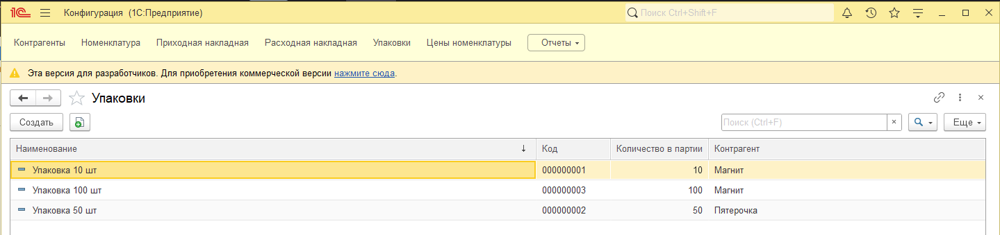 1С Конфигурация (1С:Предприятие) Поиск Ctrl+Shift+F
Контрагенты Номенклатура Приходная накладная Расходная накладная Упаковки Цены номенклатуры Отчеты
Эта версия для разработчиков. Для приобретения коммерческой версии нажмите сюда.
Упаковки
Создать Поиск (Ctrl+F) Еще
Наименование Код Количество в партии Контрагент
Упаковка 10 шт 000000001 10 Магнит
Упаковка 100 шт 000000003 100 Магнит
Упаковка 50 шт 000000002 50 Пятерочка